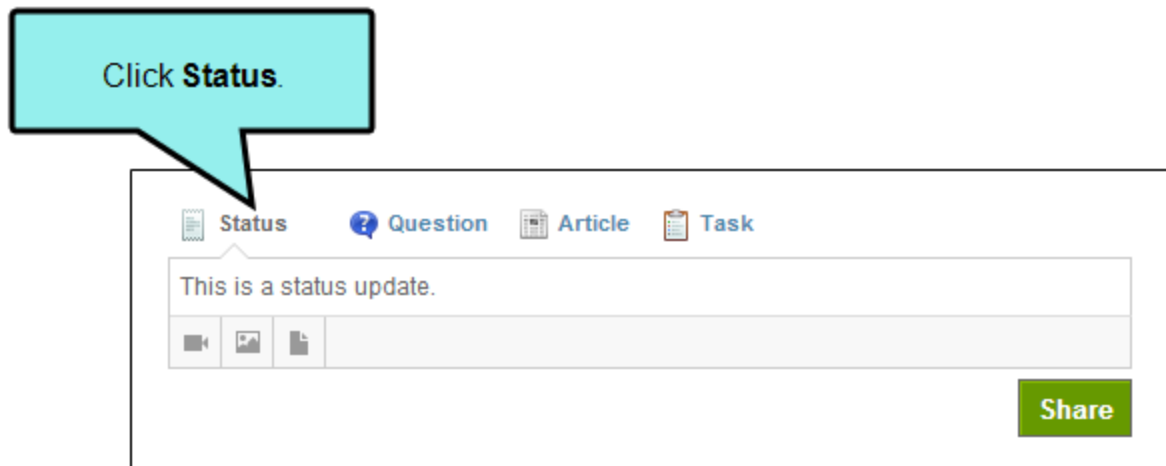 Click Status.
Status Question Article Task
This is a status update.
Share